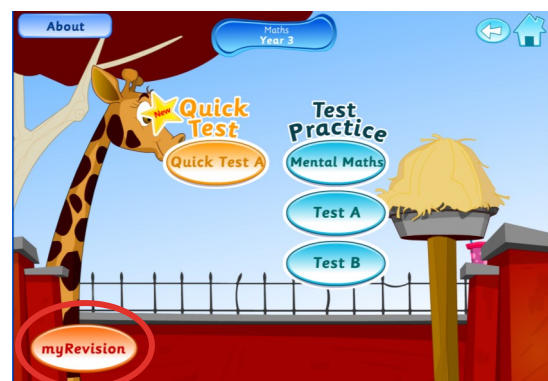 About
Maths
Year 3
New
Quick
Test
Quick Test A
Test
Practice
Mental Maths
Test A
Test B
myRevision